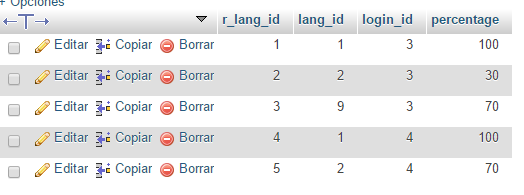 + Opciones
r_lang_id lang_id login_id percentage
Editar Copiar Borrar 1 1 3 100
Editar Copiar Borrar 2 2 3 30
Editar Copiar Borrar 3 9 3 70
Editar Copiar Borrar 4 1 4 100
Editar Copiar Borrar 5 2 4 70